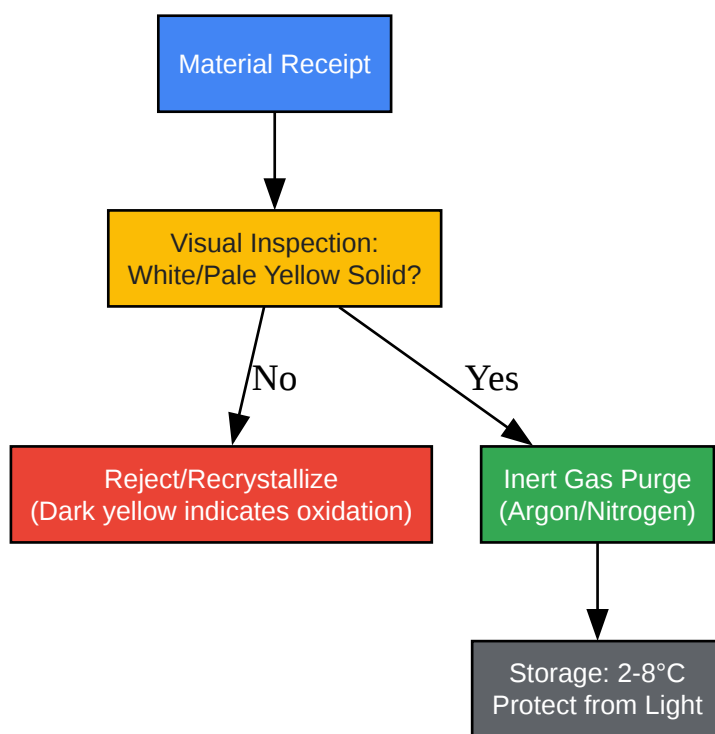 Material Receipt
Visual Inspection:
White/Pale Yellow Solid?
No
Yes
Reject/Recrystallize
(Dark yellow indicates oxidation)
Inert Gas Purge
(Argon/Nitrogen)
Storage: 2-8°C
Protect from Light